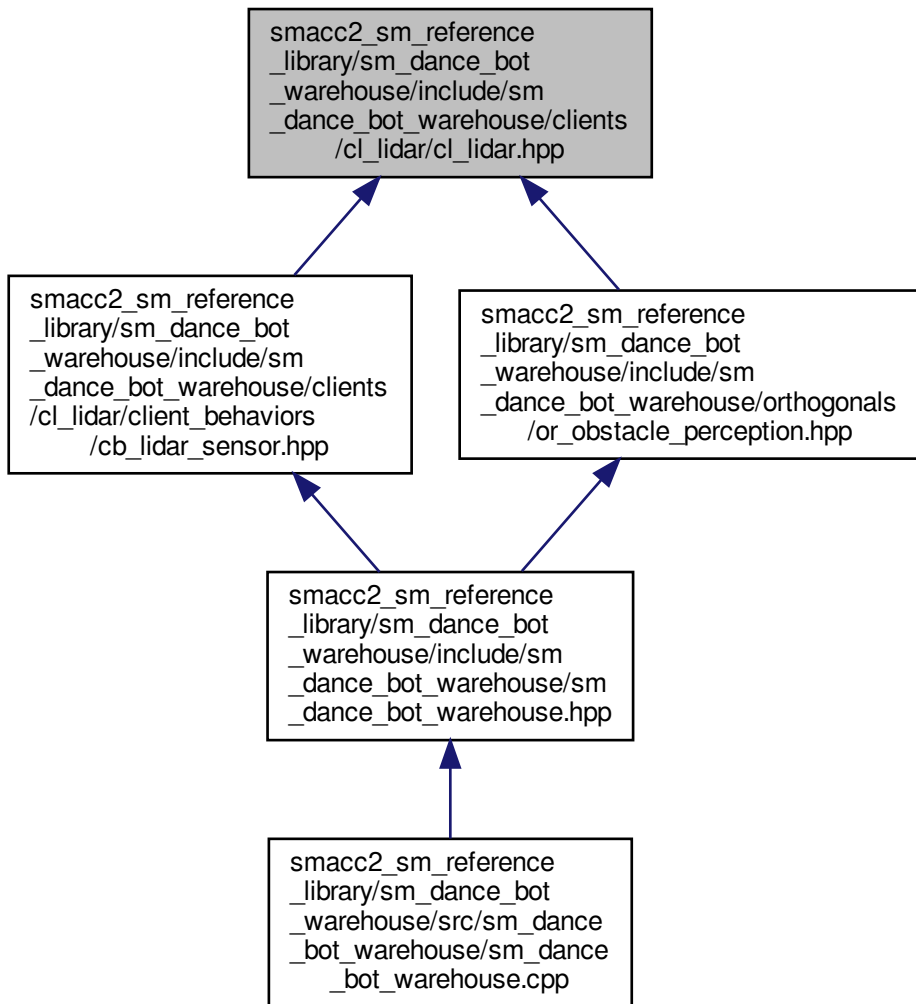 smacc2_sm_reference
_library/sm_dance_bot
_warehouse/include/sm
_dance_bot_warehouse/clients
/cl_lidar/cl_lidar.hpp
smacc2_sm_reference
_library/sm_dance_bot
_warehouse/include/sm
_dance_bot_warehouse/clients
/cl_lidar/client_behaviors
/cb_lidar_sensor.hpp
smacc2_sm_reference
_library/sm_dance_bot
_warehouse/include/sm
_dance_bot_warehouse/orthogonals
/or_obstacle_perception.hpp
smacc2_sm_reference
_library/sm_dance_bot
_warehouse/include/sm
_dance_bot_warehouse/sm
_dance_bot_warehouse.hpp
smacc2_sm_reference
_library/sm_dance_bot
_warehouse/src/sm_dance
_bot_warehouse/sm_dance
_bot_warehouse.cpp